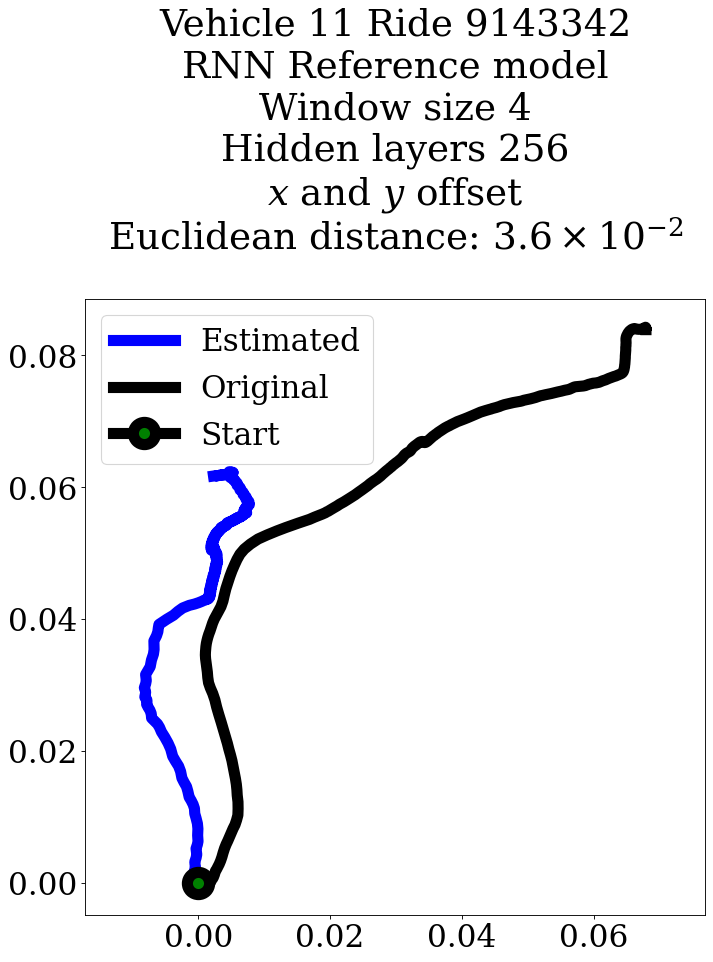 Vehicle 11 Ride 9143342
RNN Reference model
Window size 4
Hidden layers 256
x and y offset
Euclidean distance: 3.6 × 10⁻²
Estimated
Original
Start
0.08
0.06
0.04
0.02
0.00
0.00 0.02 0.04 0.06